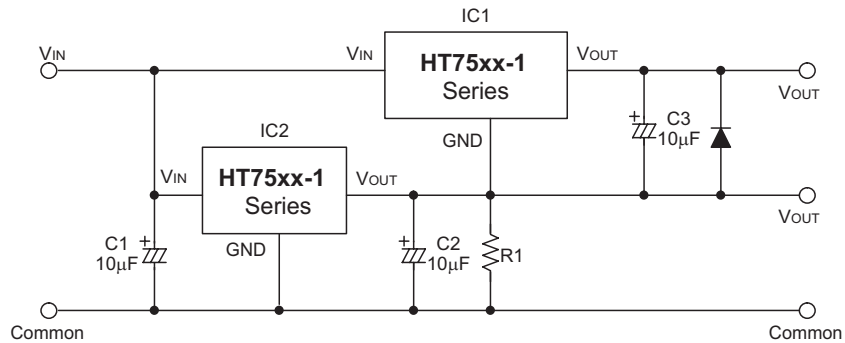 IC1
VIN
VIN
HT75xx-1
Series
VOUT
VOUT
GND
C3
10μF
IC2
VIN
HT75xx-1
Series
VOUT
VOUT
GND
C1
10μF
C2
10μF
R1
Common
Common
+
+
+